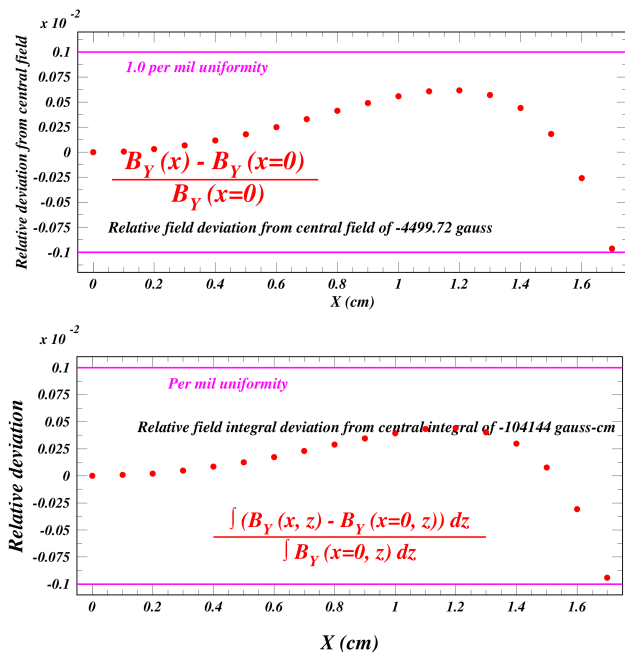 x 10 -2
Relative deviation from central field
0.1
0.075
0.05
0.025
0
-0.025
-0.05
-0.075
-0.1
1.0 per mil uniformity
B_Y (x) - B_Y (x=0)
B_Y (x=0)
Relative field deviation from central field of -4499.72 gauss
0 0.2 0.4 0.6 0.8 1 1.2 1.4 1.6
X (cm)
x 10 -2
Relative deviation
0.1
0.075
0.05
0.025
0
-0.025
-0.05
-0.075
-0.1
Per mil uniformity
Relative field integral deviation from central integral of -104144 gauss-cm
∫ (B_Y (x, z) - B_Y (x=0, z)) dz
∫ B_Y (x=0, z) dz
0 0.2 0.4 0.6 0.8 1 1.2 1.4 1.6
X (cm)